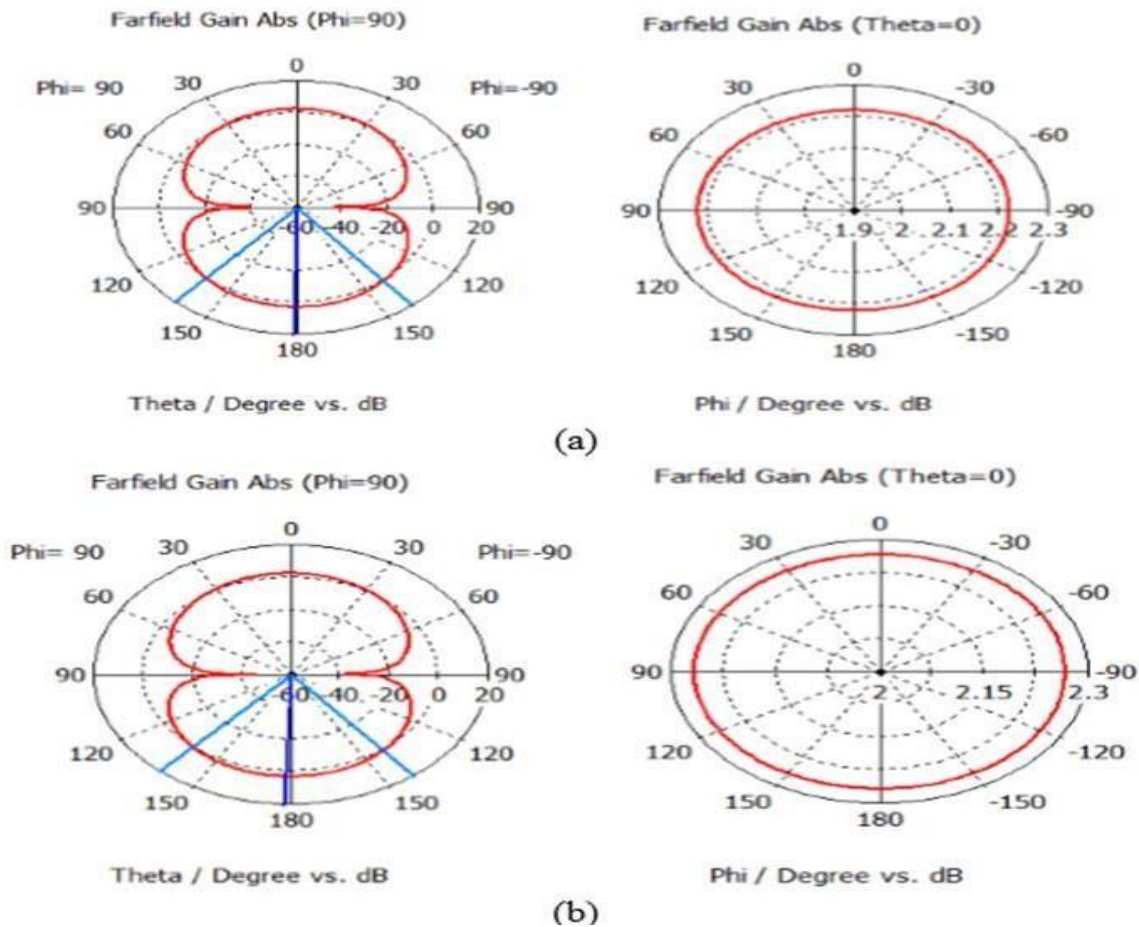 Farfield Gain Abs (Phi=90)
Farfield Gain Abs (Theta=0)
0
Phi= 90 30 30 Phi=-90
60 60
90 -60 -40 -20 0 20 90
120 120
150 150
180
Theta / Degree vs. dB
0
30 -30
60 -60
90 1.9 2 2.1 2.2 2.3 -90
120 -120
150 -150
180
Phi / Degree vs. dB
(a)
Farfield Gain Abs (Phi=90)
Farfield Gain Abs (Theta=0)
0
Phi= 90 30 30 Phi=-90
60 60
90 -60 -40 -20 0 20 90
120 120
150 150
180
Theta / Degree vs. dB
0
30 -30
60 -60
90 2 2.15 2.3 -90
120 -120
150 -150
180
Phi / Degree vs. dB
(b)